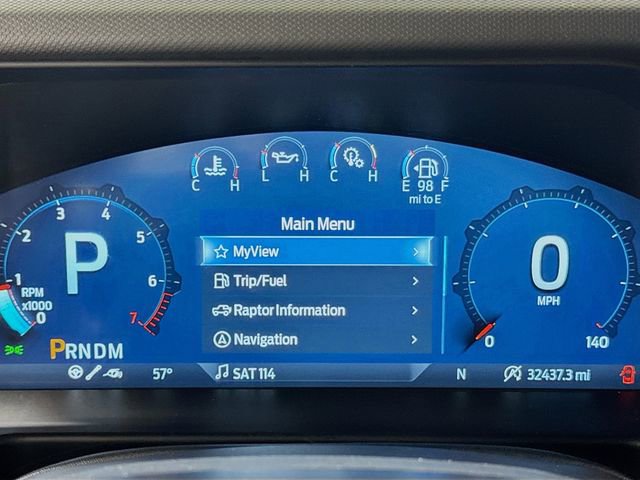 C H
L H
C H
E 98 F
mi to E
Main Menu
MyView
Trip/Fuel
Raptor Information
Navigation
1 2 3 4 5 6 7
P
RPM
x1000
0
PRNDM
0
MPH
0 140
57°
SAT 114
N
32437.3 mi